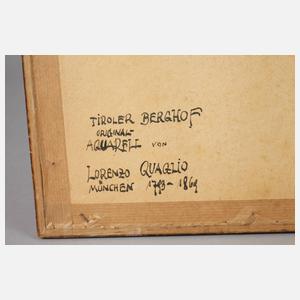 TIROLER BERGHOF
ORIGINAL-
AQUARELL VON
LORENZO QUAGLIO
MÜNCHEN 1793-1869